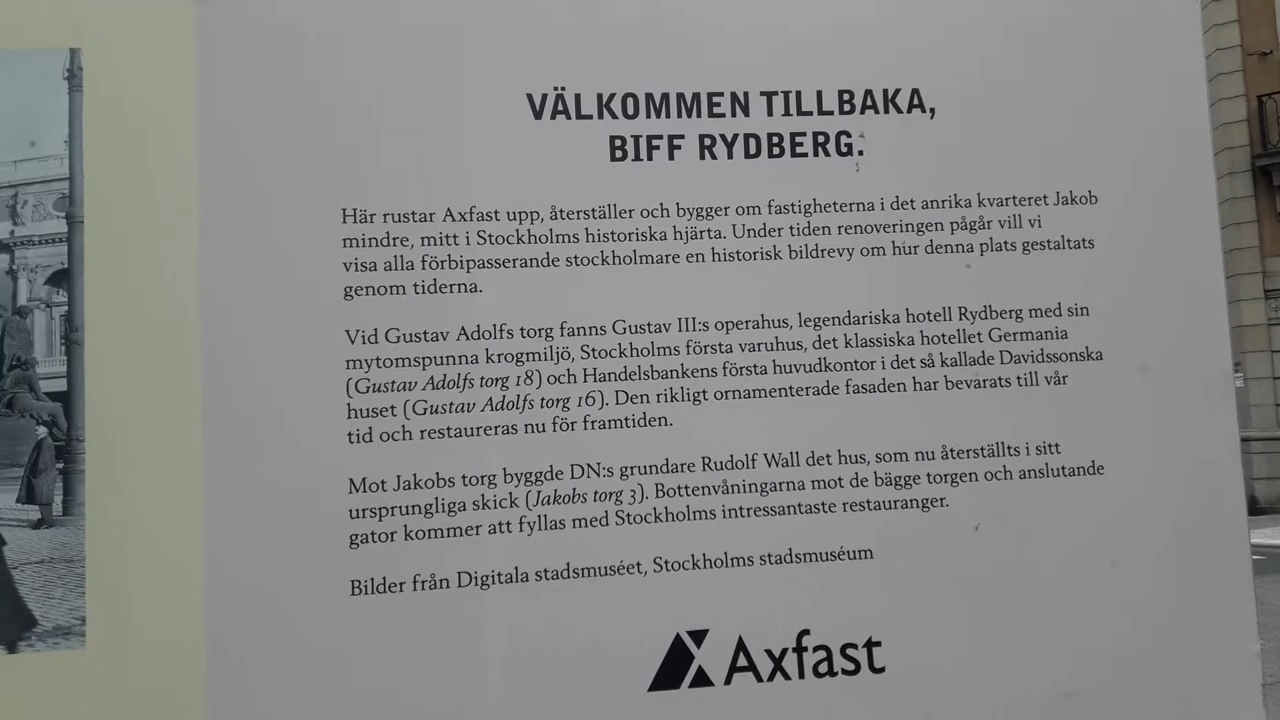 VÄLKOMMEN TILLBAKA,
BIFF RYDBERG.
Här rustar Axfast upp, återställer och bygger om fastigheterna i det anrika kvarteret Jakob
mindre, mitt i Stockholms historiska hjärta. Under tiden renoveringen pågår vill vi
visa alla förbipasserande stockholmare en historisk bildrevy om hur denna plats gestaltats
genom tiderna.
Vid Gustav Adolfs torg fanns Gustav III:s operahus, legendariska hotell Rydberg med sin
mytomspunna krogmiljö, Stockholms första varuhus, det klassiska hotellet Germania
(Gustav Adolfs torg 18) och Handelsbankens första huvudkontor i det så kallade Davidssonska
huset (Gustav Adolfs torg 16). Den rikligt ornamenterade fasaden har bevarats till vår
tid och restaureras nu för framtiden.
Mot Jakobs torg byggde DN:s grundare Rudolf Wall det hus, som nu återställts i sitt
ursprungliga skick (Jakobs torg 3). Bottenvåningarna mot de bägge torgen och anslutande
gator kommer att fyllas med Stockholms intressantaste restauranger.
Bilder från Digitala stadsmuséet, Stockholms stadsmuséum
Axfast